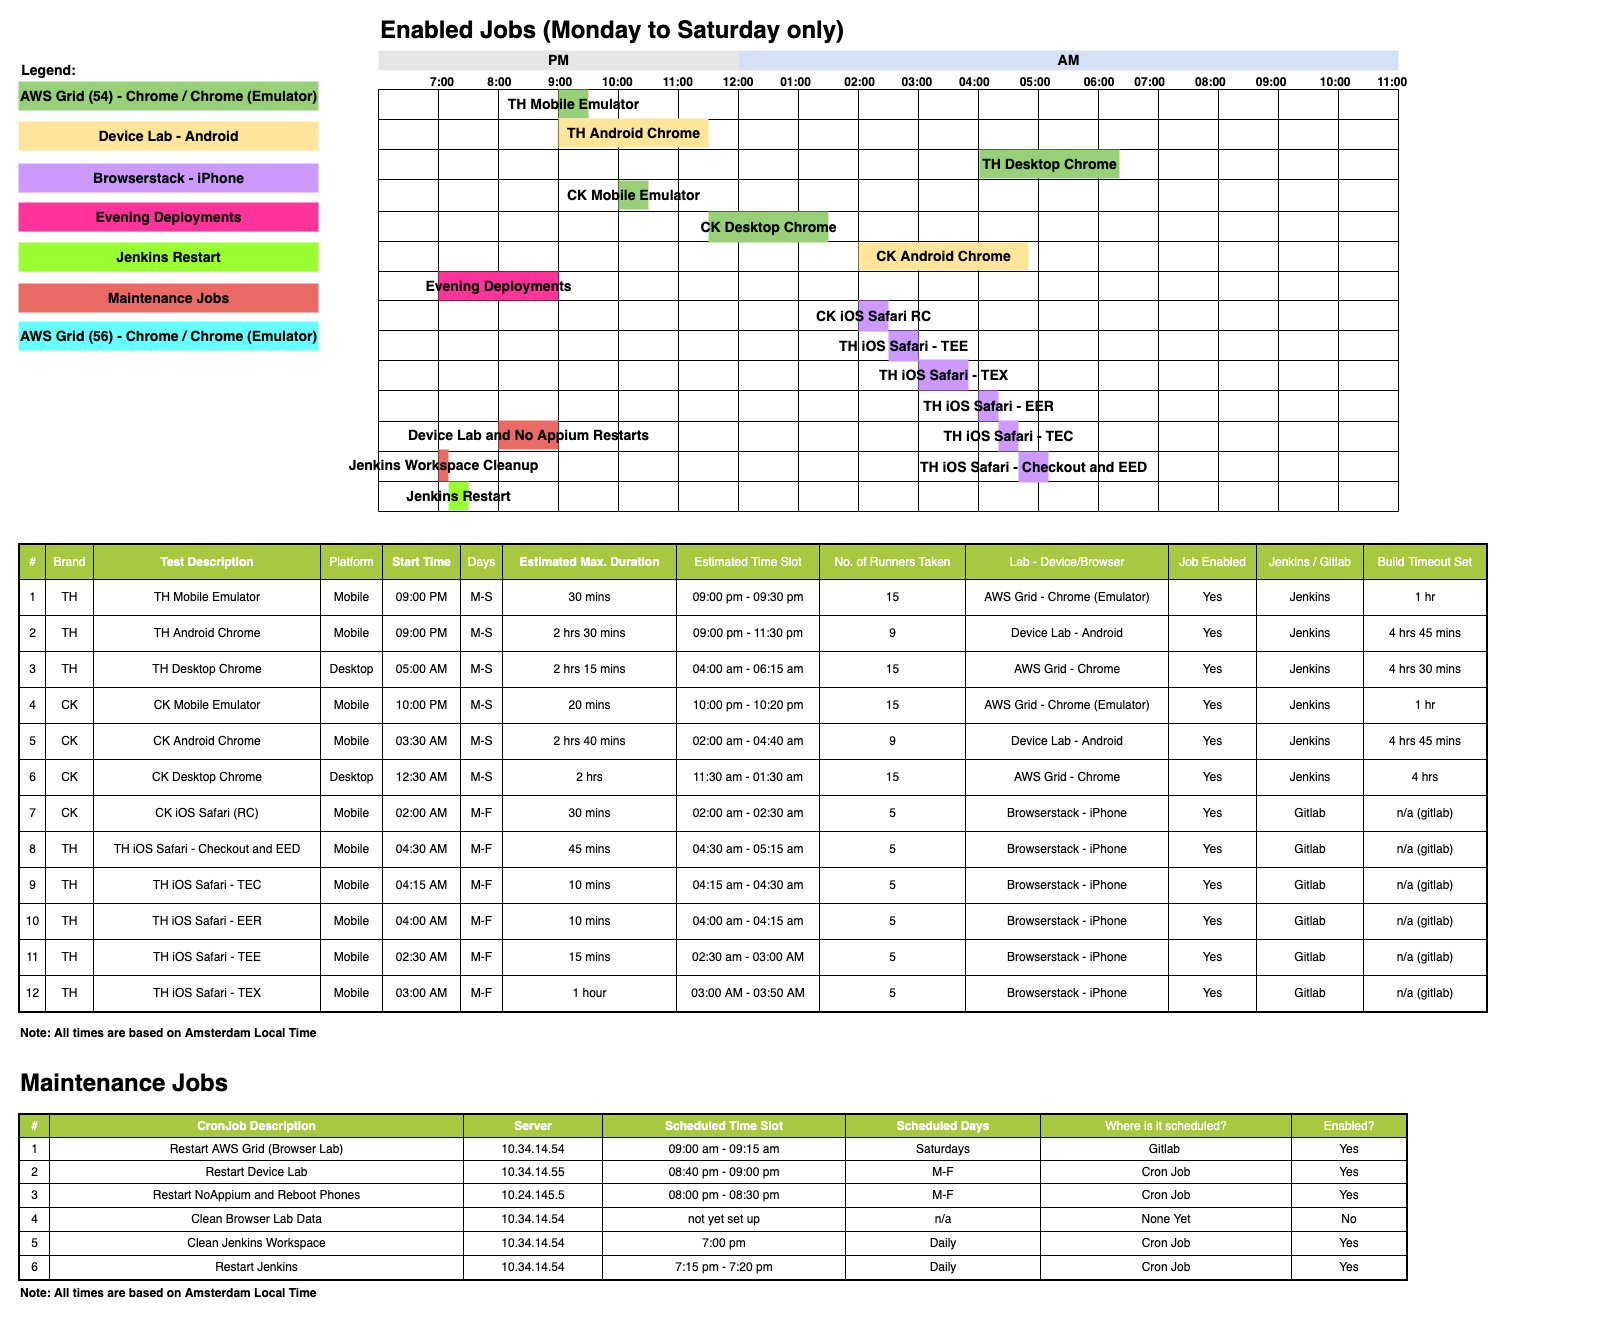 Enabled Jobs (Monday to Saturday only)
PM AM
Legend:
7:00 8:00 9:00 10:00 11:00 12:00 01:00 02:00 03:00 04:00 05:00 06:00 07:00 08:00 09:00 10:00 11:00
AWS Grid (54) - Chrome / Chrome (Emulator)
Device Lab - Android
Browserstack - iPhone
Evening Deployments
Jenkins Restart
Maintenance Jobs
AWS Grid (56) - Chrome / Chrome (Emulator)
TH Mobile Emulator
TH Android Chrome
TH Desktop Chrome
CK Mobile Emulator
CK Desktop Chrome
CK Android Chrome
Evening Deployments
CK iOS Safari RC
TH iOS Safari - TEE
TH iOS Safari - TEX
TH iOS Safari - EER
Device Lab and No Appium Restarts TH iOS Safari - TEC
Jenkins Workspace Cleanup TH iOS Safari - Checkout and EED
Jenkins Restart
# Brand Test Description Platform Start Time Days Estimated Max. Duration Estimated Time Slot No. of Runners Taken Lab - Device/Browser Job Enabled Jenkins / Gitlab Build Timeout Set
1 TH TH Mobile Emulator Mobile 09:00 PM M-S 30 mins 09:00 pm - 09:30 pm 15 AWS Grid - Chrome (Emulator) Yes Jenkins 1 hr
2 TH TH Android Chrome Mobile 09:00 PM M-S 2 hrs 30 mins 09:00 pm - 11:30 pm 9 Device Lab - Android Yes Jenkins 4 hrs 45 mins
3 TH TH Desktop Chrome Desktop 05:00 AM M-S 2 hrs 15 mins 04:00 am - 06:15 am 15 AWS Grid - Chrome Yes Jenkins 4 hrs 30 mins
4 CK CK Mobile Emulator Mobile 10:00 PM M-S 20 mins 10:00 pm - 10:20 pm 15 AWS Grid - Chrome (Emulator) Yes Jenkins 1 hr
5 CK CK Android Chrome Mobile 03:30 AM M-S 2 hrs 40 mins 02:00 am - 04:40 am 9 Device Lab - Android Yes Jenkins 4 hrs 45 mins
6 CK CK Desktop Chrome Desktop 12:30 AM M-S 2 hrs 11:30 am - 01:30 am 15 AWS Grid - Chrome Yes Jenkins 4 hrs
7 CK CK iOS Safari (RC) Mobile 02:00 AM M-F 30 mins 02:00 am - 02:30 am 5 Browserstack - iPhone Yes Gitlab n/a (gitlab)
8 TH TH iOS Safari - Checkout and EED Mobile 04:30 AM M-F 45 mins 04:30 am - 05:15 am 5 Browserstack - iPhone Yes Gitlab n/a (gitlab)
9 TH TH iOS Safari - TEC Mobile 04:15 AM M-F 10 mins 04:15 am - 04:30 am 5 Browserstack - iPhone Yes Gitlab n/a (gitlab)
10 TH TH iOS Safari - EER Mobile 04:00 AM M-F 10 mins 04:00 am - 04:15 am 5 Browserstack - iPhone Yes Gitlab n/a (gitlab)
11 TH TH iOS Safari - TEE Mobile 02:30 AM M-F 15 mins 02:30 am - 03:00 AM 5 Browserstack - iPhone Yes Gitlab n/a (gitlab)
12 TH TH iOS Safari - TEX Mobile 03:00 AM M-F 1 hour 03:00 AM - 03:50 AM 5 Browserstack - iPhone Yes Gitlab n/a (gitlab)
Note: All times are based on Amsterdam Local Time
Maintenance Jobs
# CronJob Description Server Scheduled Time Slot Scheduled Days Where is it scheduled? Enabled?
1 Restart AWS Grid (Browser Lab) 10.34.14.54 09:00 am - 09:15 am Saturdays Gitlab Yes
2 Restart Device Lab 10.34.14.55 08:40 pm - 09:00 pm M-F Cron Job Yes
3 Restart NoAppium and Reboot Phones 10.24.145.5 08:00 pm - 08:30 pm M-F Cron Job Yes
4 Clean Browser Lab Data 10.34.14.54 not yet set up n/a None Yet No
5 Clean Jenkins Workspace 10.34.14.54 7:00 pm Daily Cron Job Yes
6 Restart Jenkins 10.34.14.54 7:15 pm - 7:20 pm Daily Cron Job Yes
Note: All times are based on Amsterdam Local Time